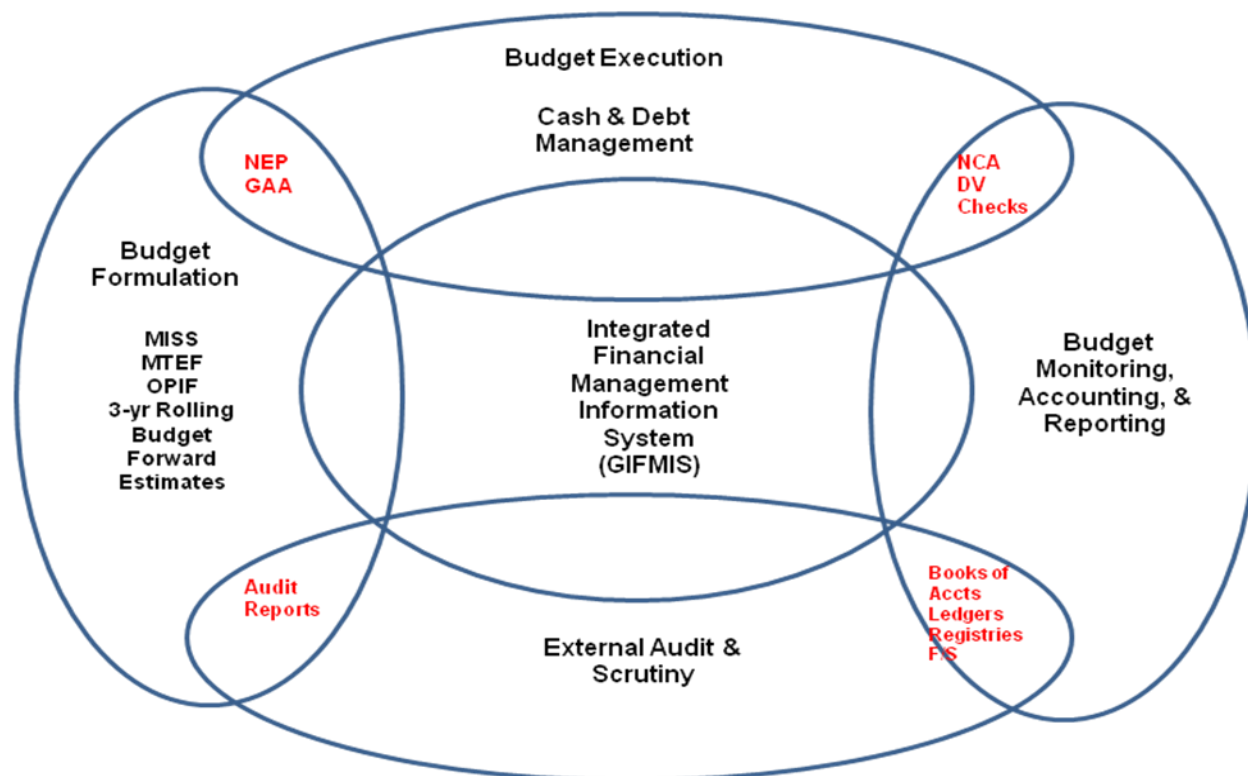 Budget Execution
Cash & Debt
Management
NEP
GAA
NCA
DV
Checks
Budget
Formulation
MISS
MTEF
OPIF
3-yr Rolling
Budget
Forward
Estimates
Integrated
Financial
Management
Information
System
(GIFMIS)
Budget
Monitoring,
Accounting, &
Reporting
Audit
Reports
Books of
Accts
Ledgers
Registries
F/S
External Audit &
Scrutiny